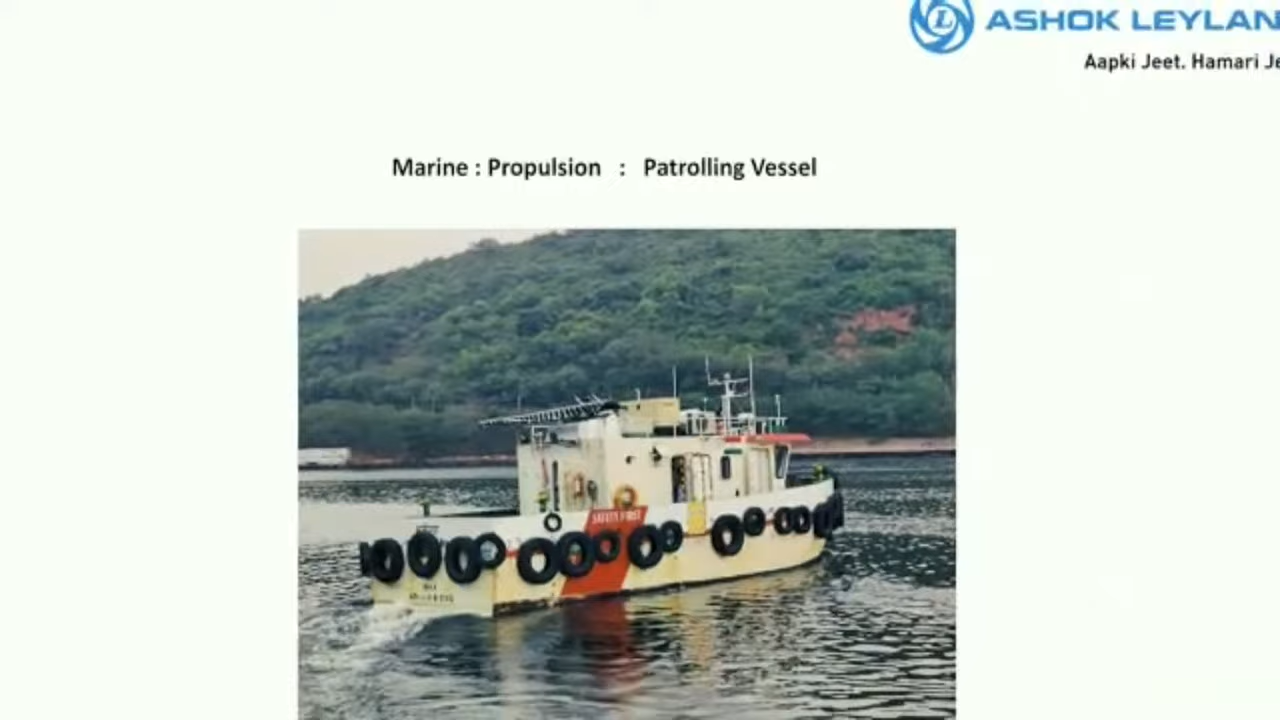 ASHOK LEYLAN
Aapki Jeet. Hamari Je
Marine : Propulsion : Patrolling Vessel
SAFETY FIRST